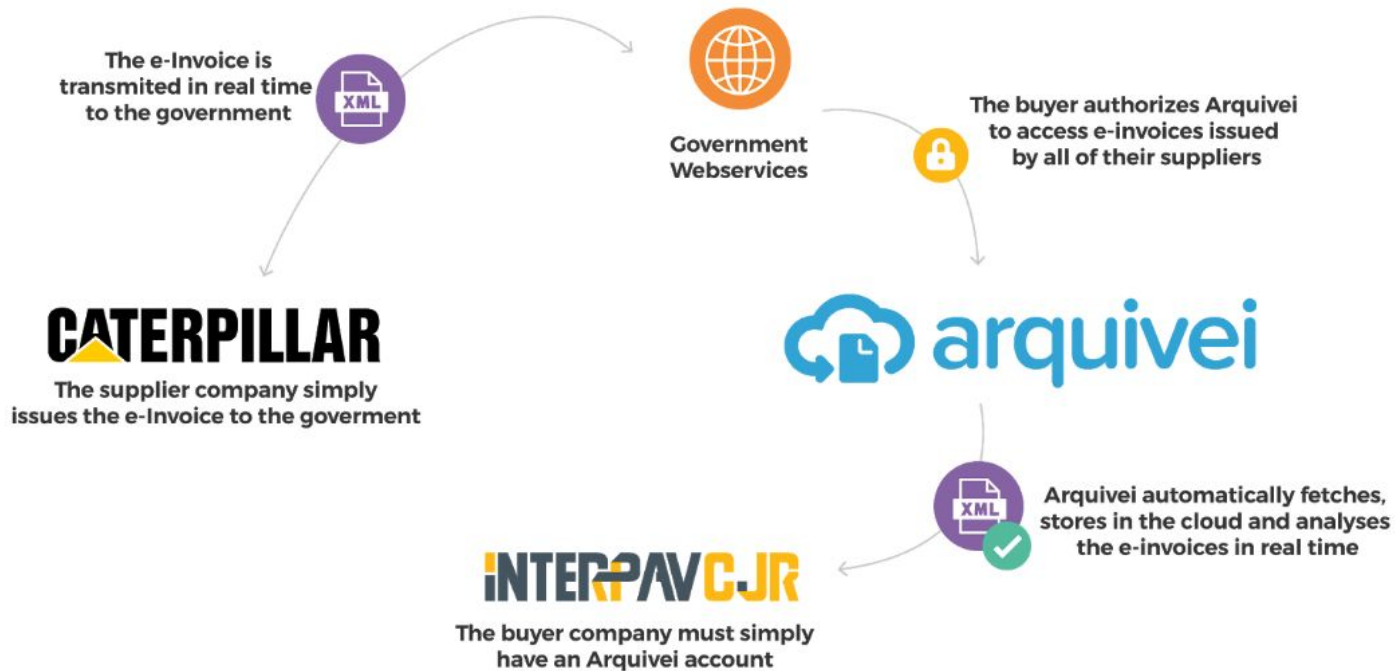 The e-Invoice is
transmited in real time
to the government
XML
Government
Webservices
The buyer authorizes Arquivei
to access e-invoices issued
by all of their suppliers
CATERPILLAR
The supplier company simply
issues the e-Invoice to the goverment
arquivei
XML
Arquivei automatically fetches,
stores in the cloud and analyses
the e-invoices in real time
INTERPAVCJR
The buyer company must simply
have an Arquivei account